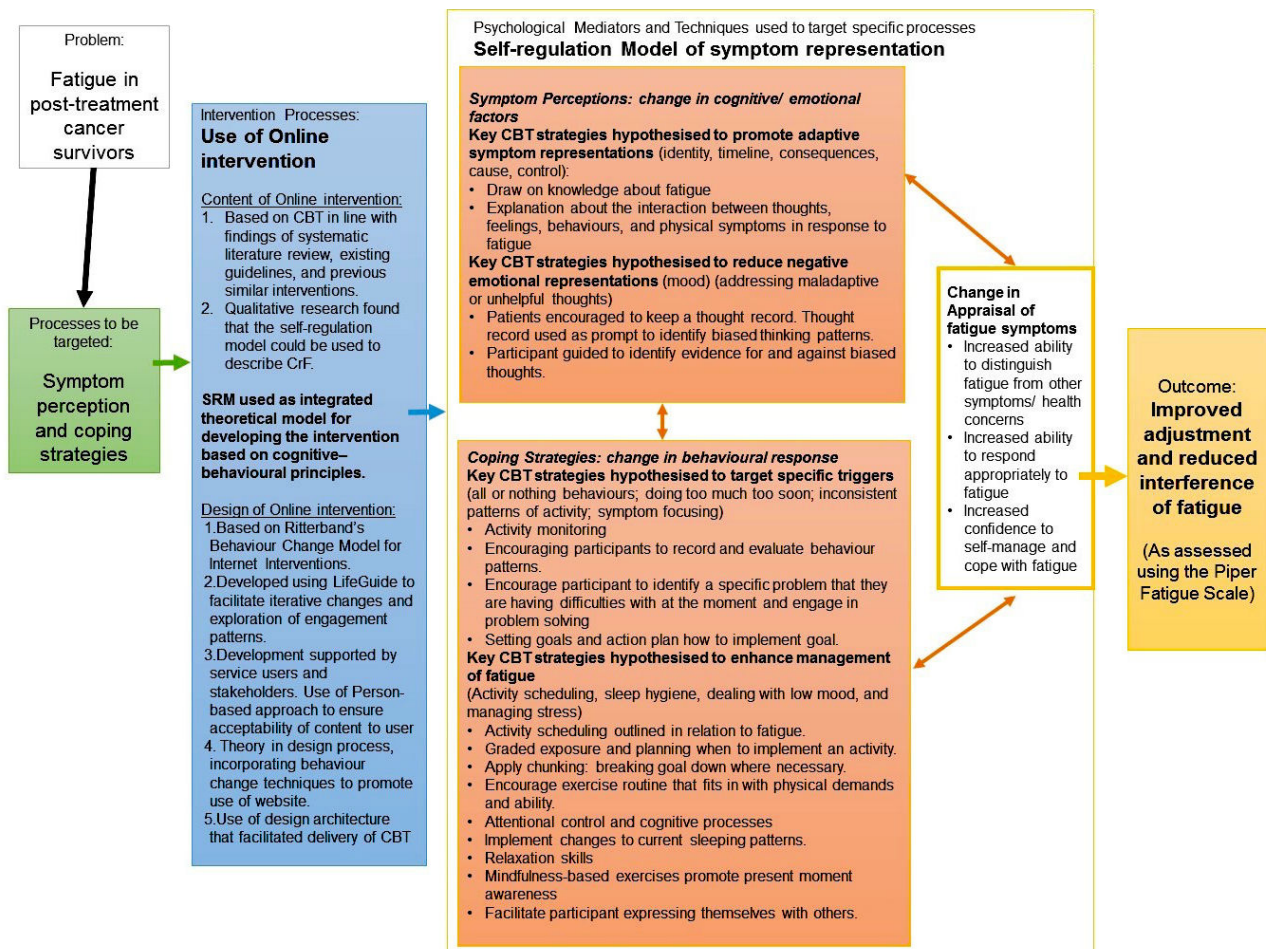 Problem:
Fatigue in
post-treatment
cancer
survivors
Processes to be
targeted:
Symptom
perception
and coping
strategies
Intervention Processes:
Use of Online
intervention
Content of Online intervention:
1. Based on CBT in line with
findings of systematic
literature review, existing
guidelines, and previous
similar interventions.
2. Qualitative research found
that the self-regulation
model could be used to
describe CrF.
SRM used as integrated
theoretical model for
developing the intervention
based on cognitive–
behavioural principles.
Design of Online intervention:
1.Based on Ritterband's
Behaviour Change Model for
Internet Interventions.
2.Developed using LifeGuide to
facilitate iterative changes and
exploration of engagement
patterns.
3.Development supported by
service users and
stakeholders. Use of Person-
based approach to ensure
acceptability of content to user
4. Theory in design process,
incorporating behaviour
change techniques to promote
use of website.
5.Use of design architecture
that facilitated delivery of CBT
Psychological Mediators and Techniques used to target specific processes
Self-regulation Model of symptom representation
Symptom Perceptions: change in cognitive/ emotional
factors
Key CBT strategies hypothesised to promote adaptive
symptom representations (identity, timeline, consequences,
cause, control):
• Draw on knowledge about fatigue
• Explanation about the interaction between thoughts,
feelings, behaviours, and physical symptoms in response to
fatigue
Key CBT strategies hypothesised to reduce negative
emotional representations (mood) (addressing maladaptive
or unhelpful thoughts)
• Patients encouraged to keep a thought record. Thought
record used as prompt to identify biased thinking patterns.
• Participant guided to identify evidence for and against biased
thoughts.
Coping Strategies: change in behavioural response
Key CBT strategies hypothesised to target specific triggers
(all or nothing behaviours; doing too much too soon; inconsistent
patterns of activity; symptom focusing)
• Activity monitoring
• Encouraging participants to record and evaluate behaviour
patterns.
• Encourage participant to identify a specific problem that they
are having difficulties with at the moment and engage in
problem solving
• Setting goals and action plan how to implement goal.
Key CBT strategies hypothesised to enhance management
of fatigue
(Activity scheduling, sleep hygiene, dealing with low mood, and
managing stress)
• Activity scheduling outlined in relation to fatigue.
• Graded exposure and planning when to implement an activity.
• Apply chunking: breaking goal down where necessary.
• Encourage exercise routine that fits in with physical demands
and ability.
• Attentional control and cognitive processes
• Implement changes to current sleeping patterns.
• Relaxation skills
• Mindfulness-based exercises promote present moment
awareness
• Facilitate participant expressing themselves with others.
Change in
Appraisal of
fatigue symptoms
• Increased ability
to distinguish
fatigue from other
symptoms/ health
concerns
• Increased ability
to respond
appropriately to
fatigue
• Increased
confidence to
self-manage and
cope with fatigue
Outcome:
Improved
adjustment
and reduced
interference
of fatigue
(As assessed
using the Piper
Fatigue Scale)